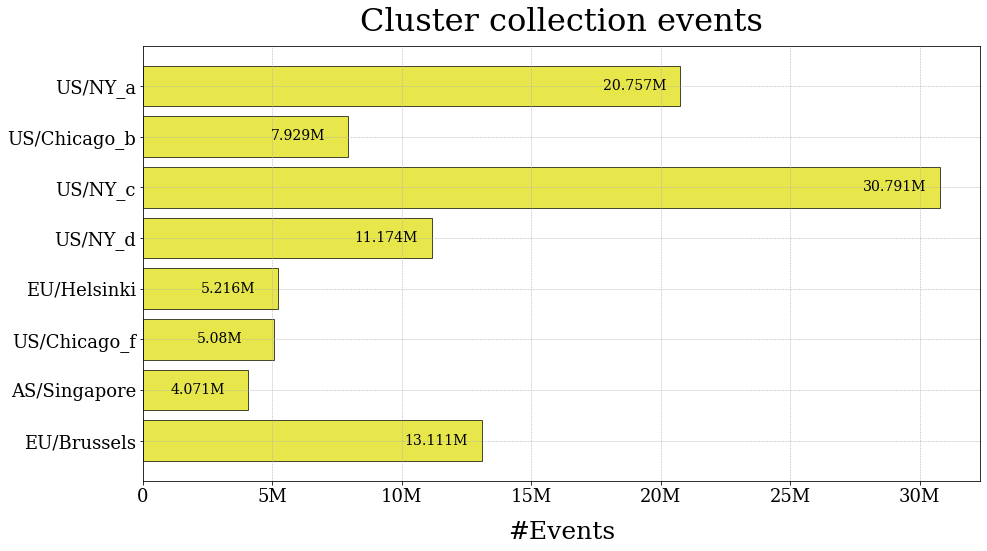 Cluster collection events
US/NY_a
20.757M
US/Chicago_b
7.929M
US/NY_c
30.791M
US/NY_d
11.174M
EU/Helsinki
5.216M
US/Chicago_f
5.08M
AS/Singapore
4.071M
EU/Brussels
13.111M
0 5M 10M 15M 20M 25M 30M
#Events